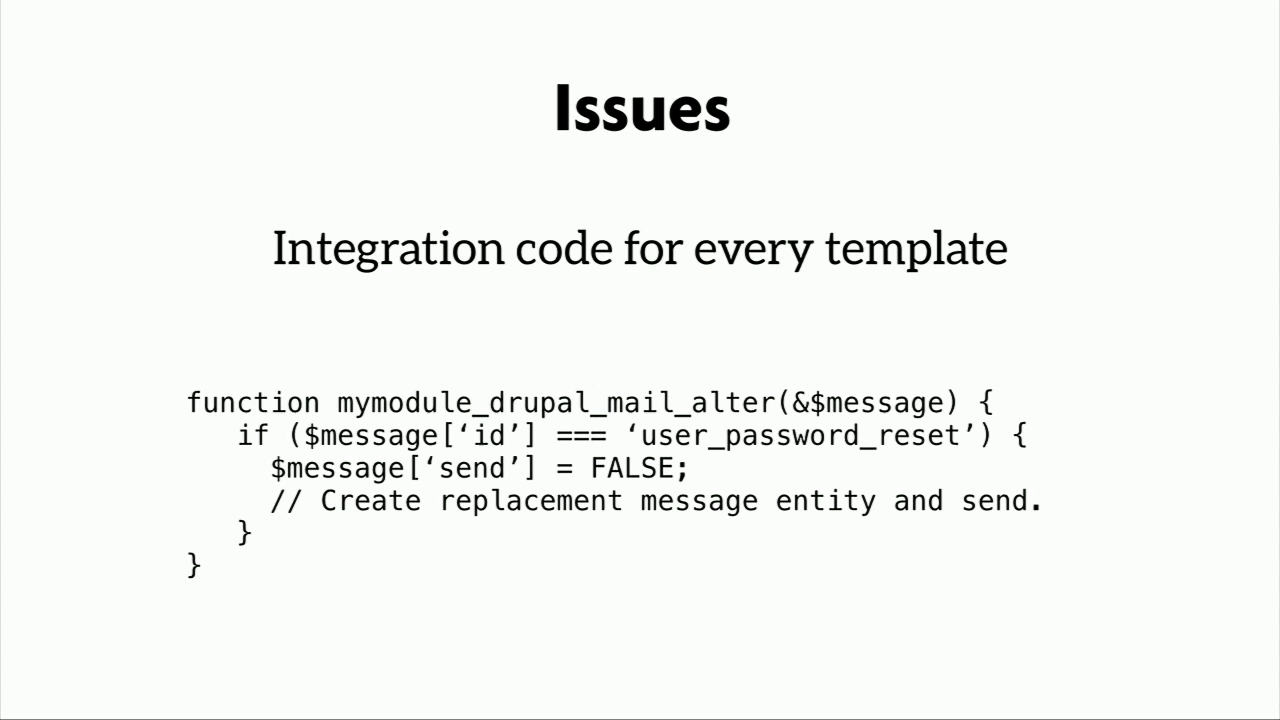 Issues
Integration code for every template
function mymodule_drupal_mail_alter(&$message) {
   if ($message[‘id’] === ‘user_password_reset’) {
     $message[‘send’] = FALSE;
     // Create replacement message entity and send.
   }
}